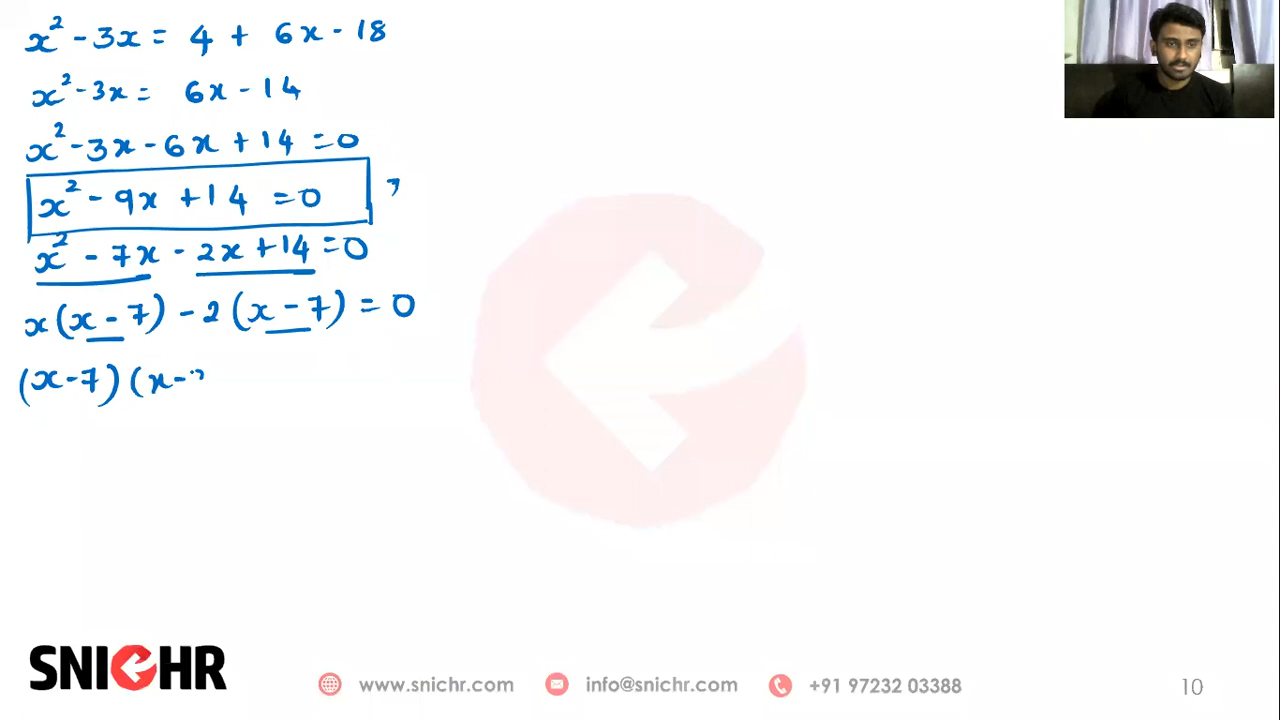 x² - 3x = 4 + 6x - 18
x² - 3x = 6x - 14
x² - 3x - 6x + 14 = 0
x² - 9x + 14 = 0 ,
x² - 7x - 2x + 14 = 0
x(x - 7) - 2(x - 7) = 0
(x - 7)(x -
SNICHR
www.snichr.com info@snichr.com +91 97232 03388 10